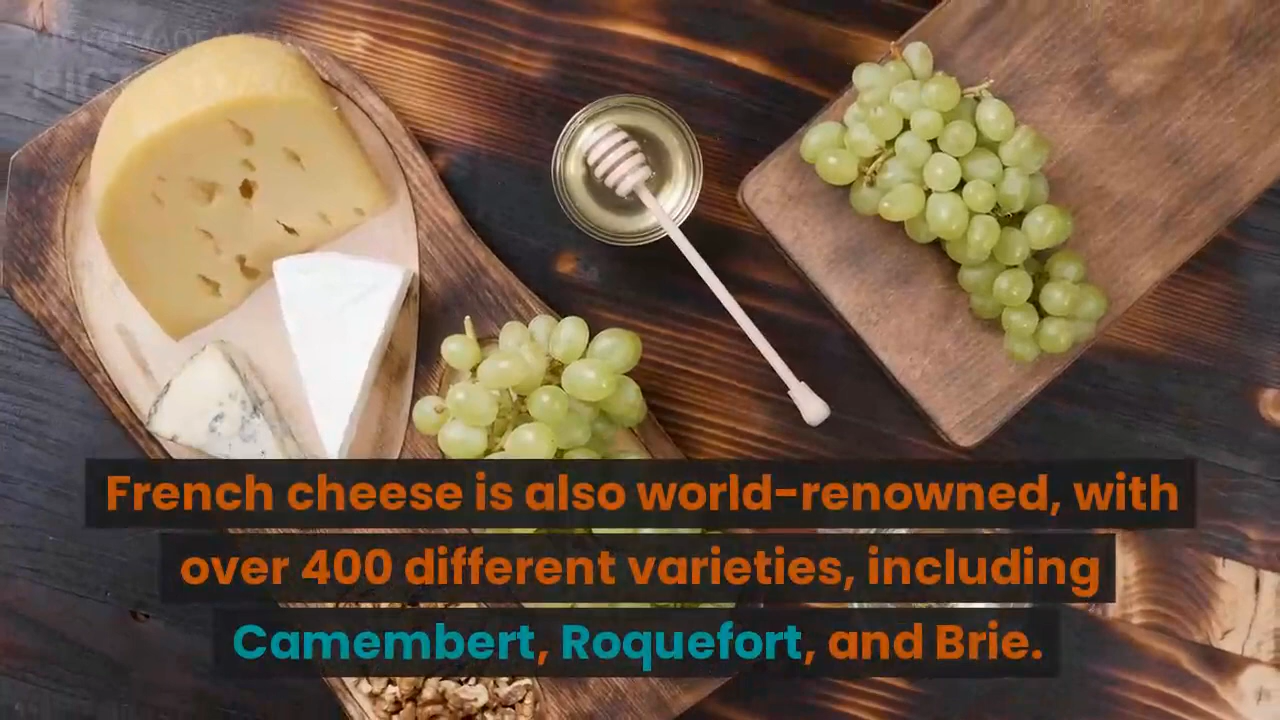 French cheese is also world-renowned, with
over 400 different varieties, including
Camembert, Roquefort, and Brie.